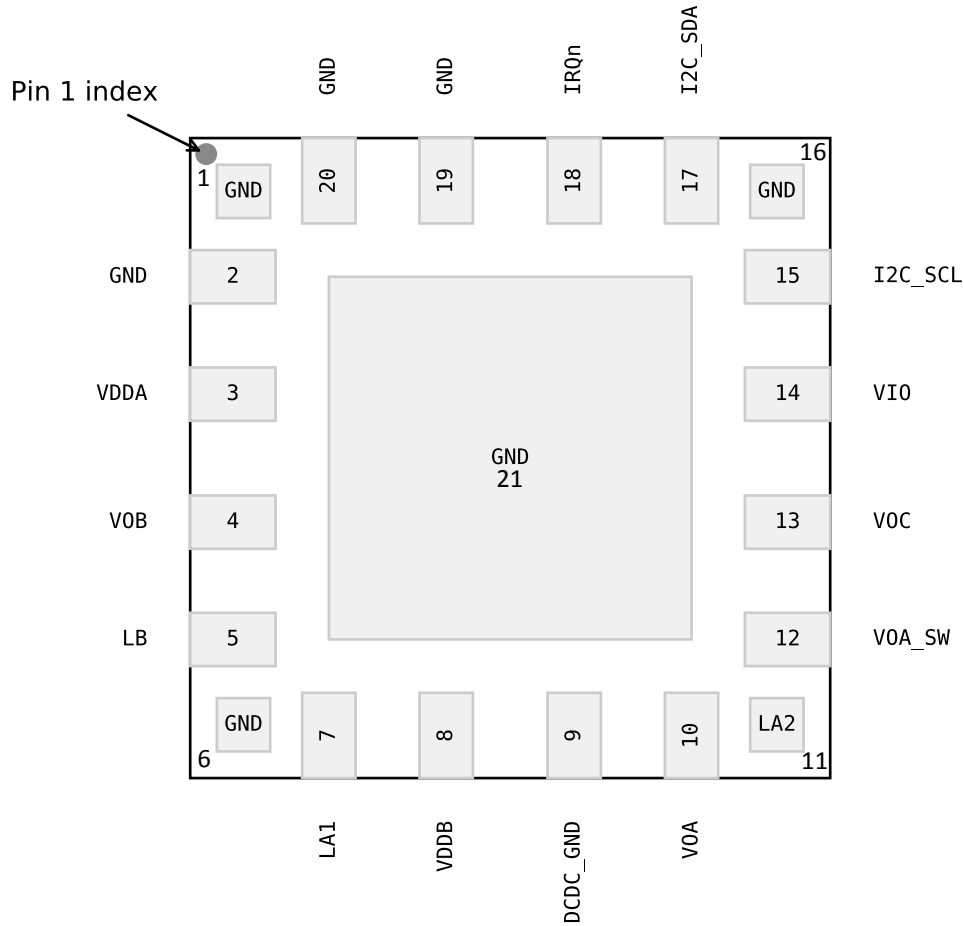 I2C_SDA
GND
GND
IRQn
Pin 1 index
1
GND
20
19
18
17
16
GND
GND
2
15
I2C_SCL
VDDA
3
14
VIO
GND
21
VOB
4
13
VOC
LB
5
12
VOA_SW
GND
6
7
8
9
10
LA2
11
LA1
VDDB
DCDC_GND
VOA